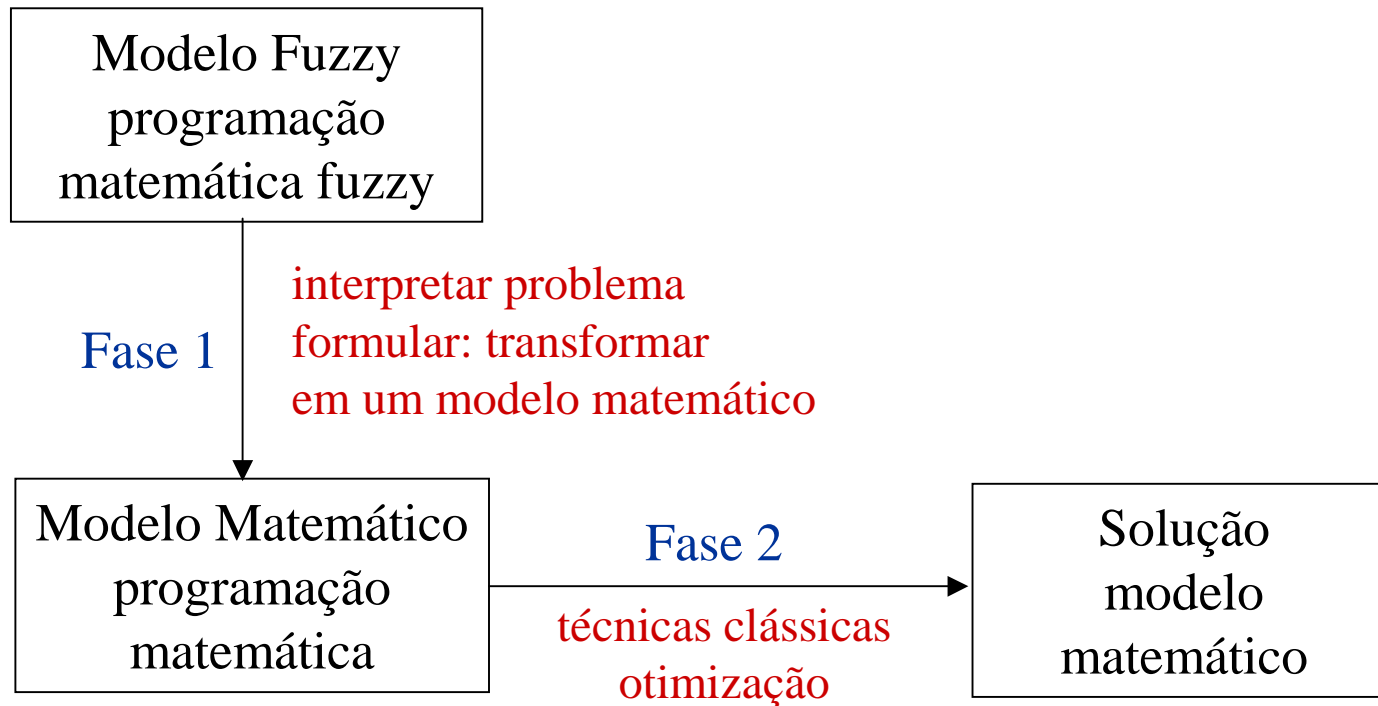 Modelo Fuzzy
programação
matemática fuzzy
Fase 1
interpretar problema
formular: transformar
em um modelo matemático
Modelo Matemático
programação
matemática
Fase 2
técnicas clássicas
otimização
Solução
modelo
matemático